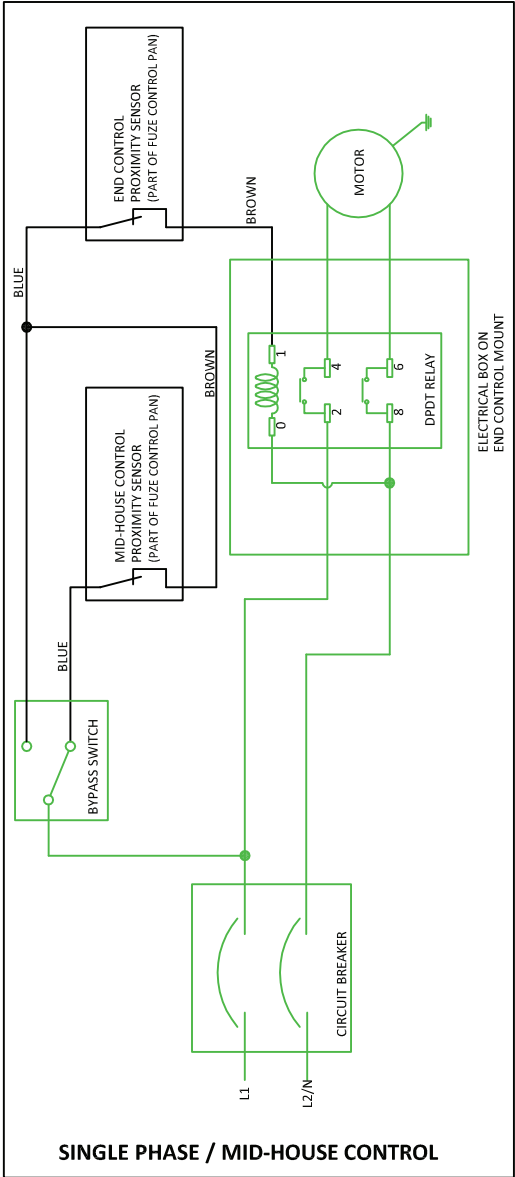 END CONTROL
PROXIMITY SENSOR
(PART OF FUZE CONTROL PAN)
MOTOR
BROWN
BLUE
BROWN
1
4
6
0
2
8
DPDT RELAY
ELECTRICAL BOX ON
END CONTROL MOUNT
MID-HOUSE CONTROL
PROXIMITY SENSOR
(PART OF FUZE CONTROL PAN)
BLUE
BYPASS SWITCH
CIRCUIT BREAKER
L1
L2/N
SINGLE PHASE / MID-HOUSE CONTROL